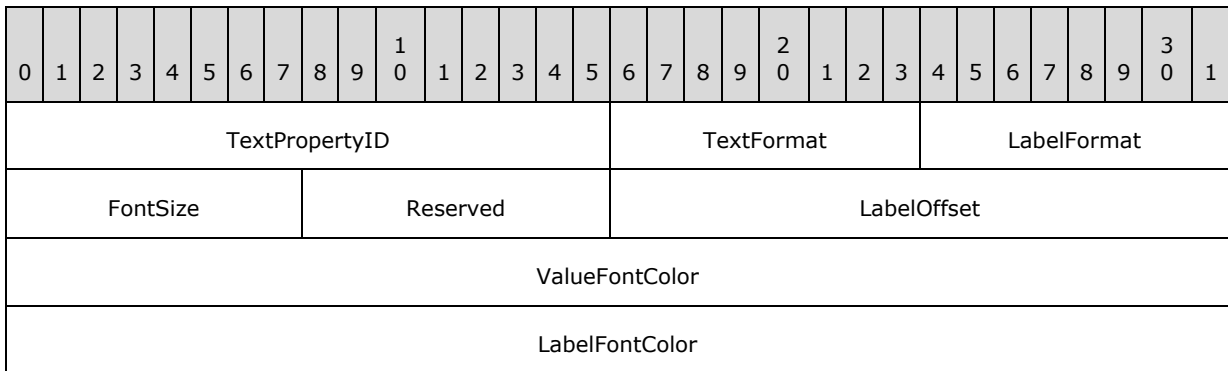 1 2 3
0 1 2 3 4 5 6 7 8 9 0 1 2 3 4 5 6 7 8 9 0 1 2 3 4 5 6 7 8 9 0 1
TextPropertyID TextFormat LabelFormat
FontSize Reserved LabelOffset
ValueFontColor
LabelFontColor